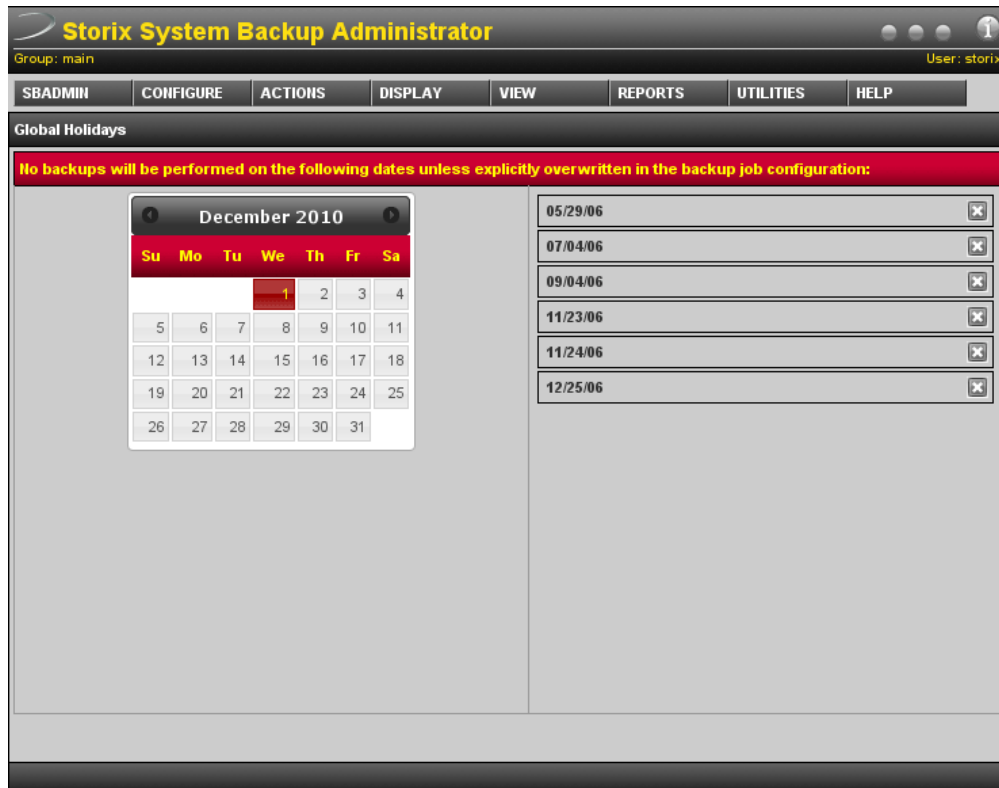 Storix System Backup Administrator
Group: main
User: storix
SBADMIN CONFIGURE ACTIONS DISPLAY VIEW REPORTS UTILITIES HELP
Global Holidays
No backups will be performed on the following dates unless explicitly overwritten in the backup job configuration:
December 2010
Su Mo Tu We Th Fr Sa
1 2 3 4
5 6 7 8 9 10 11
12 13 14 15 16 17 18
19 20 21 22 23 24 25
26 27 28 29 30 31
05/29/06
07/04/06
09/04/06
11/23/06
11/24/06
12/25/06